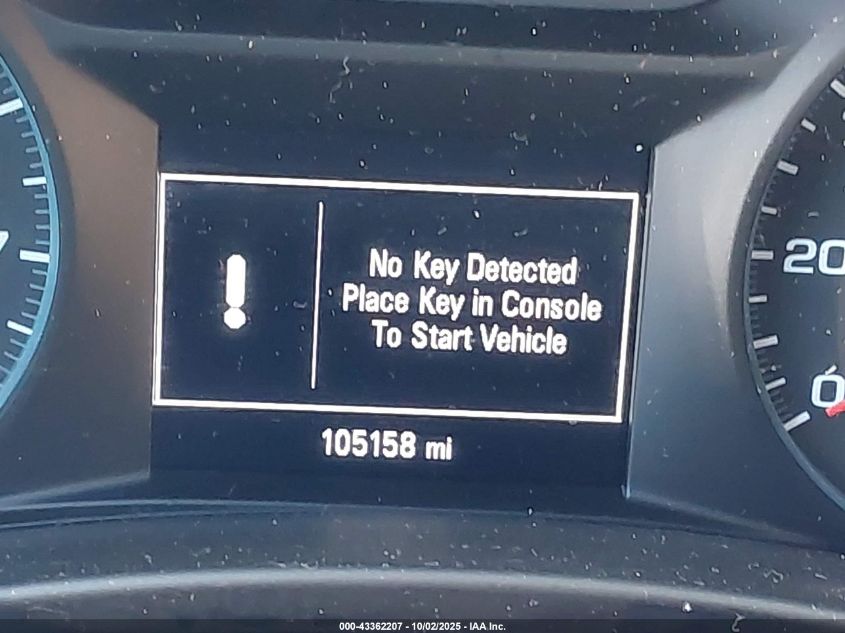 No Key Detected
Place Key in Console
To Start Vehicle
105158 mi
20
0
000-43362207 - 10/02/2025 - IAA Inc.